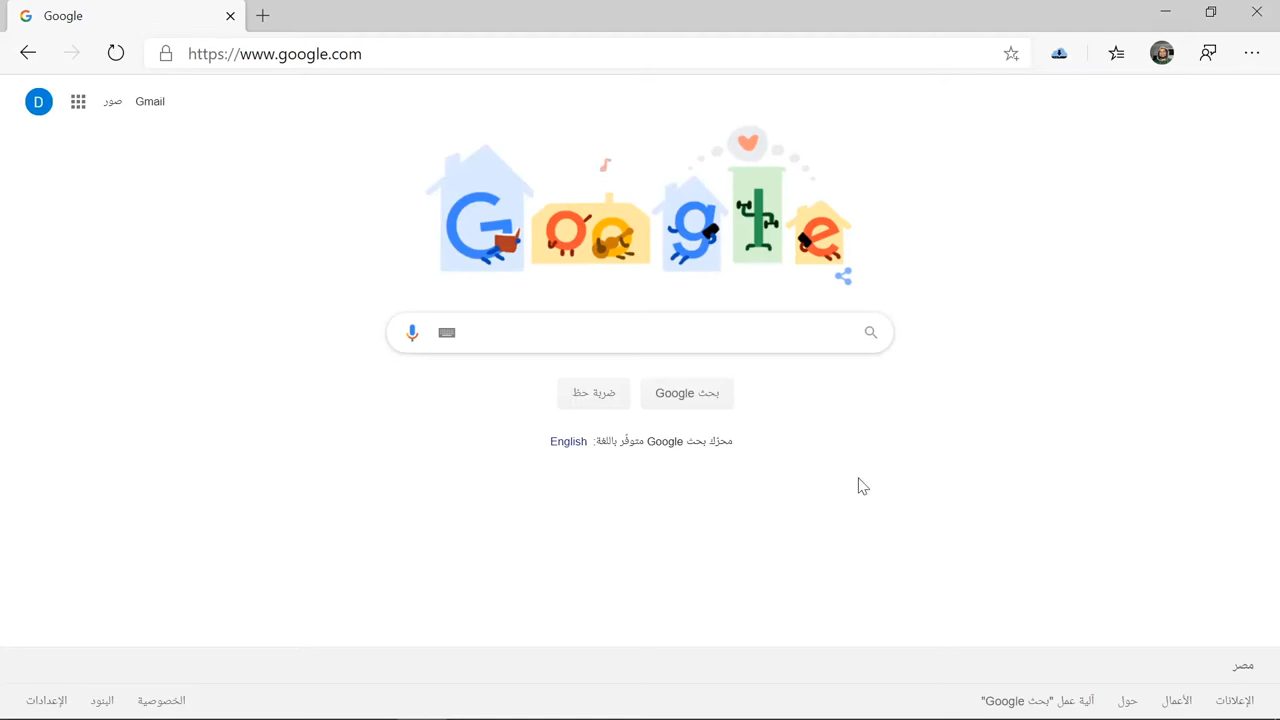 Google
https://www.google.com
D
صور
Gmail
Google
بحث Google
ضربة حظ
محرّك بحث Google متوفّر باللغة: English
مصر
الإعلانات
الأعمال
حول
آلية عمل "بحث Google"
الخصوصية
البنود
الإعدادات